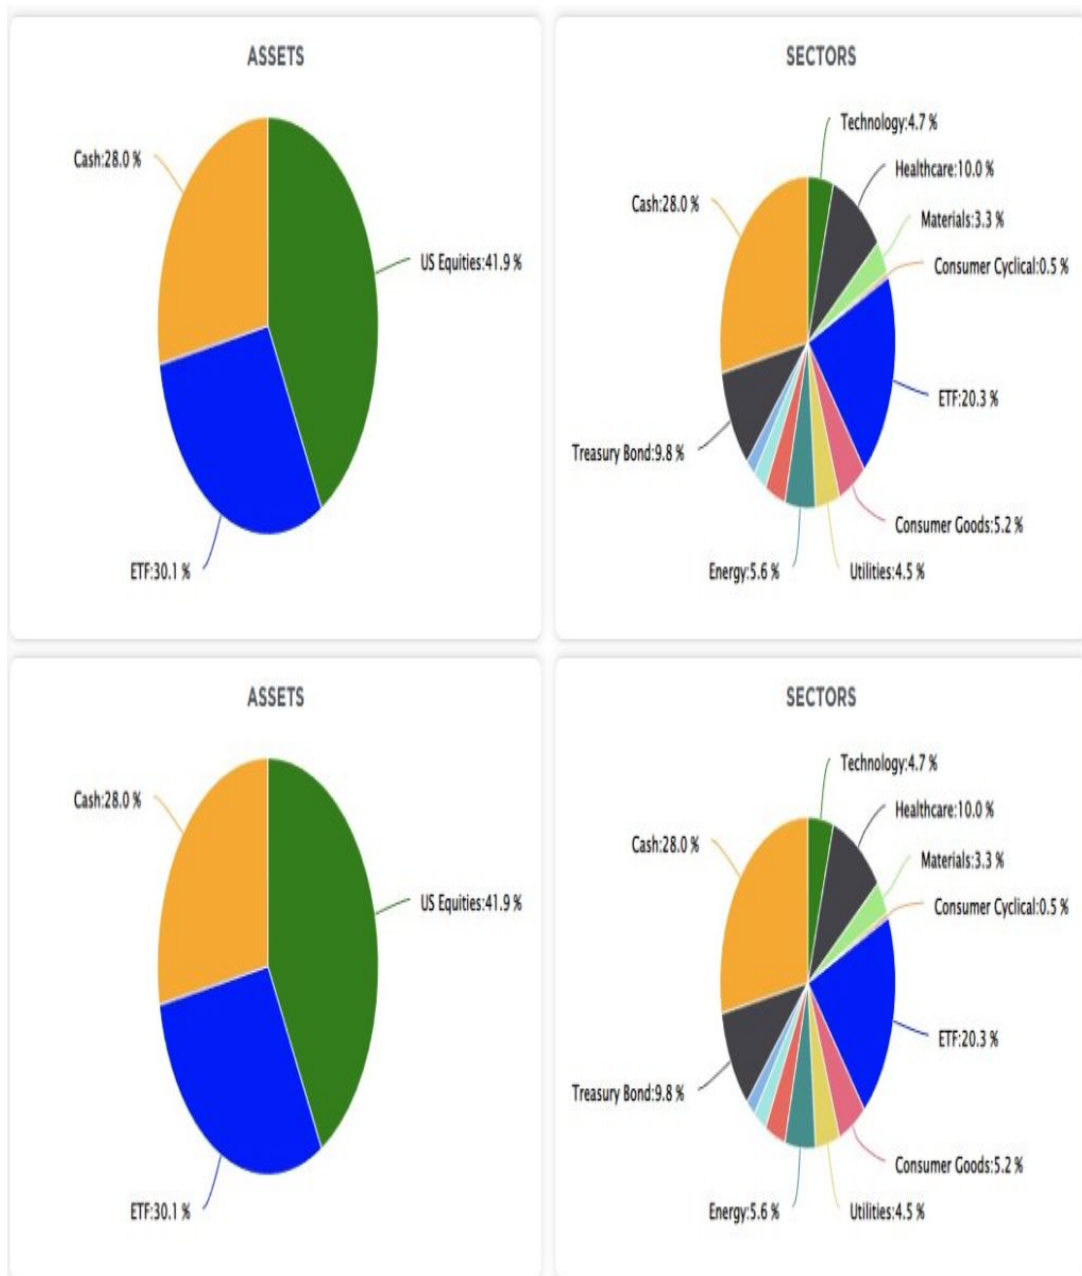 ASSETS
Cash:28.0 %
US Equities:41.9 %
ETF:30.1 %
SECTORS
Technology:4.7 %
Healthcare:10.0 %
Cash:28.0 %
Materials:3.3 %
Consumer Cyclical:0.5 %
ETF:20.3 %
Treasury Bond:9.8 %
Consumer Goods:5.2 %
Energy:5.6 %
Utilities:4.5 %
ASSETS
Cash:28.0 %
US Equities:41.9 %
ETF:30.1 %
SECTORS
Technology:4.7 %
Healthcare:10.0 %
Cash:28.0 %
Materials:3.3 %
Consumer Cyclical:0.5 %
ETF:20.3 %
Treasury Bond:9.8 %
Consumer Goods:5.2 %
Energy:5.6 %
Utilities:4.5 %